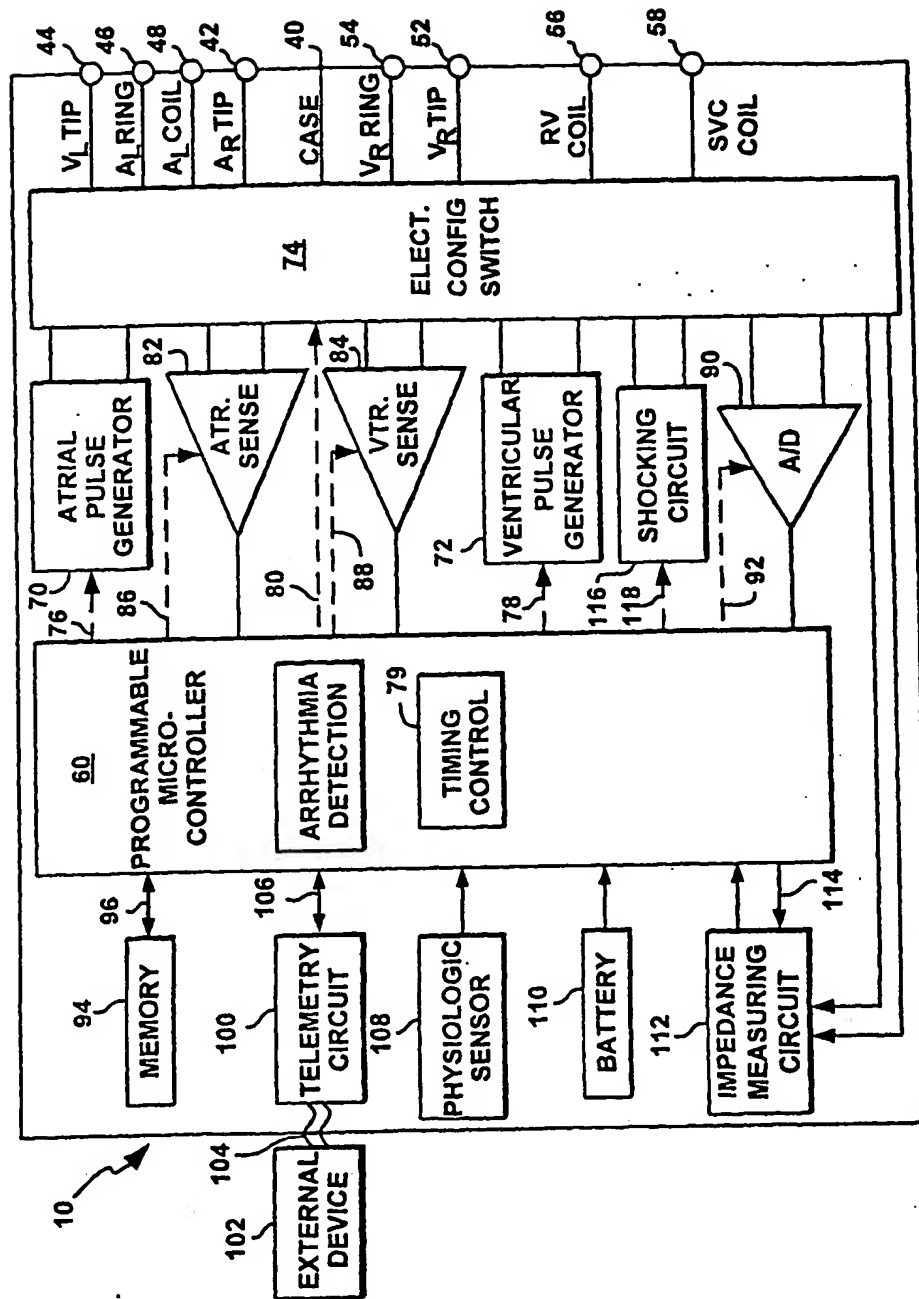 10
102
EXTERNAL
DEVICE
104
94
MEMORY
96
100
TELEMETRY
CIRCUIT
106
108
PHYSIOLOGIC
SENSOR
110
BATTERY
112
IMPEDANCE
MEASURING
CIRCUIT
114
60
PROGRAMMABLE
MICRO-
CONTROLLER
ARRHYTHMIA
DETECTION
79
TIMING
CONTROL
70
76
ATRIAL
PULSE
GENERATOR
86
82
ATR.
SENSE
80
88
84
VTR.
SENSE
72
78
VENTRICULAR
PULSE
GENERATOR
116
118
SHOCKING
CIRCUIT
92
90
A/D
74
ELECT.
CONFIG
SWITCH
VL TIP
44
AL RING
46
AL COIL
48
AR TIP
42
CASE
40
VR RING
54
VR TIP
52
RV
COIL
56
SVC
COIL
58